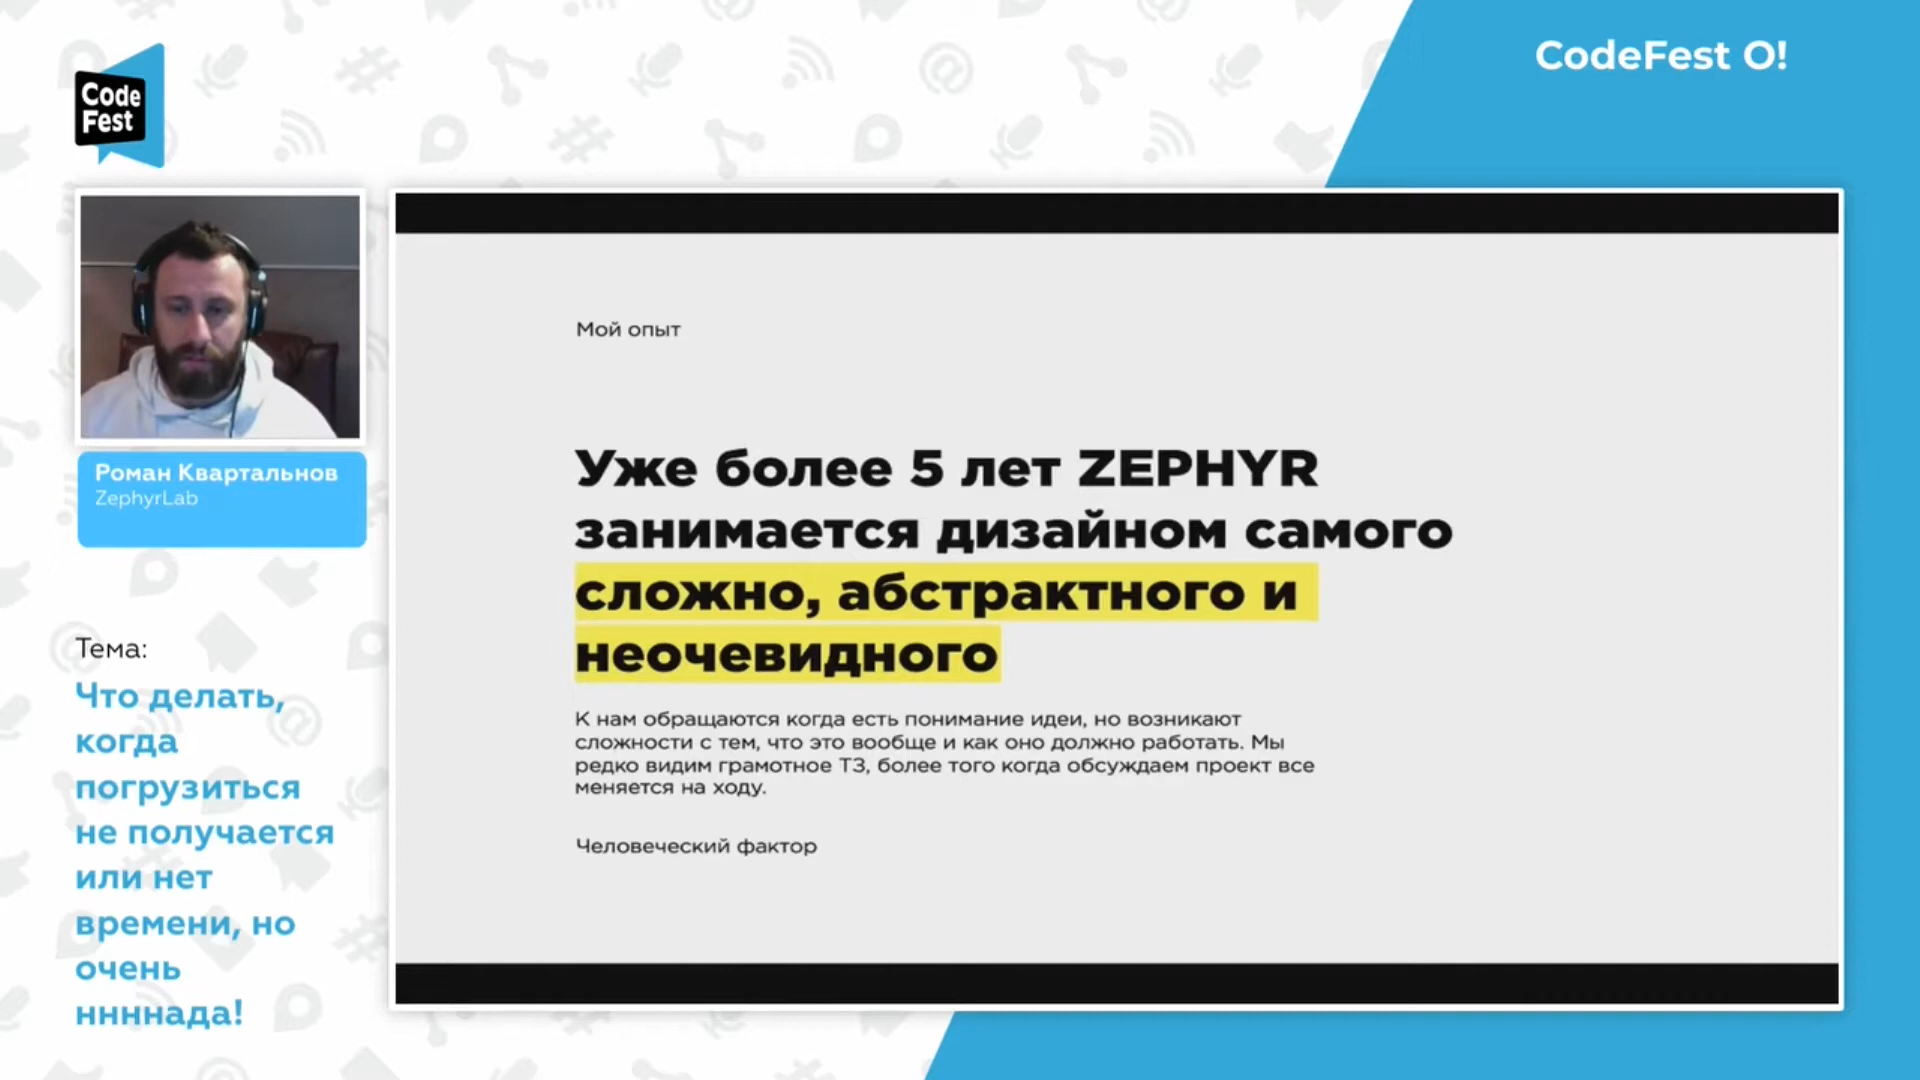 Code
Fest
CodeFest O!
Роман Квартальнов
ZephyrLab
Тема:
Что делать,
когда
погрузиться
не получается
или нет
времени, но
очень
ннннада!
Мой опыт
Уже более 5 лет ZEPHYR
занимается дизайном самого
сложно, абстрактного и
неочевидного
К нам обращаются когда есть понимание идеи, но возникают
сложности с тем, что это вообще и как оно должно работать. Мы
редко видим грамотное ТЗ, более того когда обсуждаем проект все
меняется на ходу.
Человеческий фактор